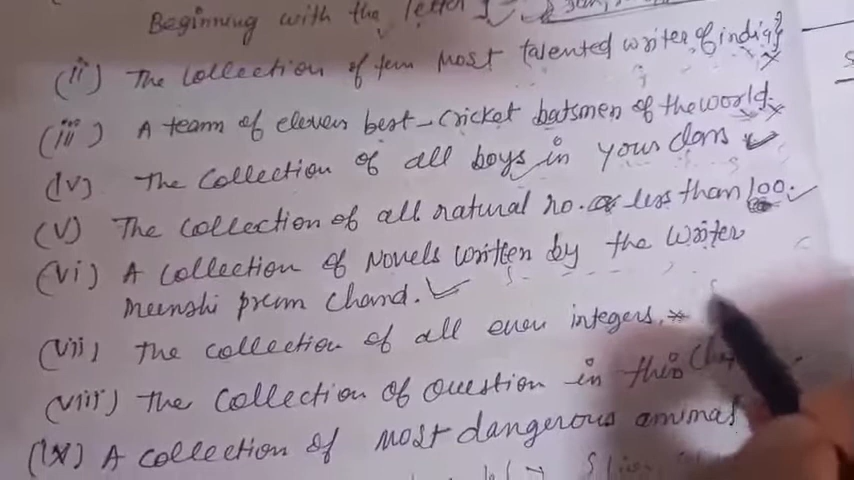 Beginning with the letter J
(ii) The collection of ten most talented writer of india
(iii) A team of eleven best-cricket batsmen of the world.
(iv) The collection of all boys in your class
(v) The collection of all natural no. less than 100.
(vi) A collection of Novels written by the writer
Munshi prem Chand.
(vii) The collection of all even integers.
(viii) The collection of question in this
(ix) A collection of most dangerous animal